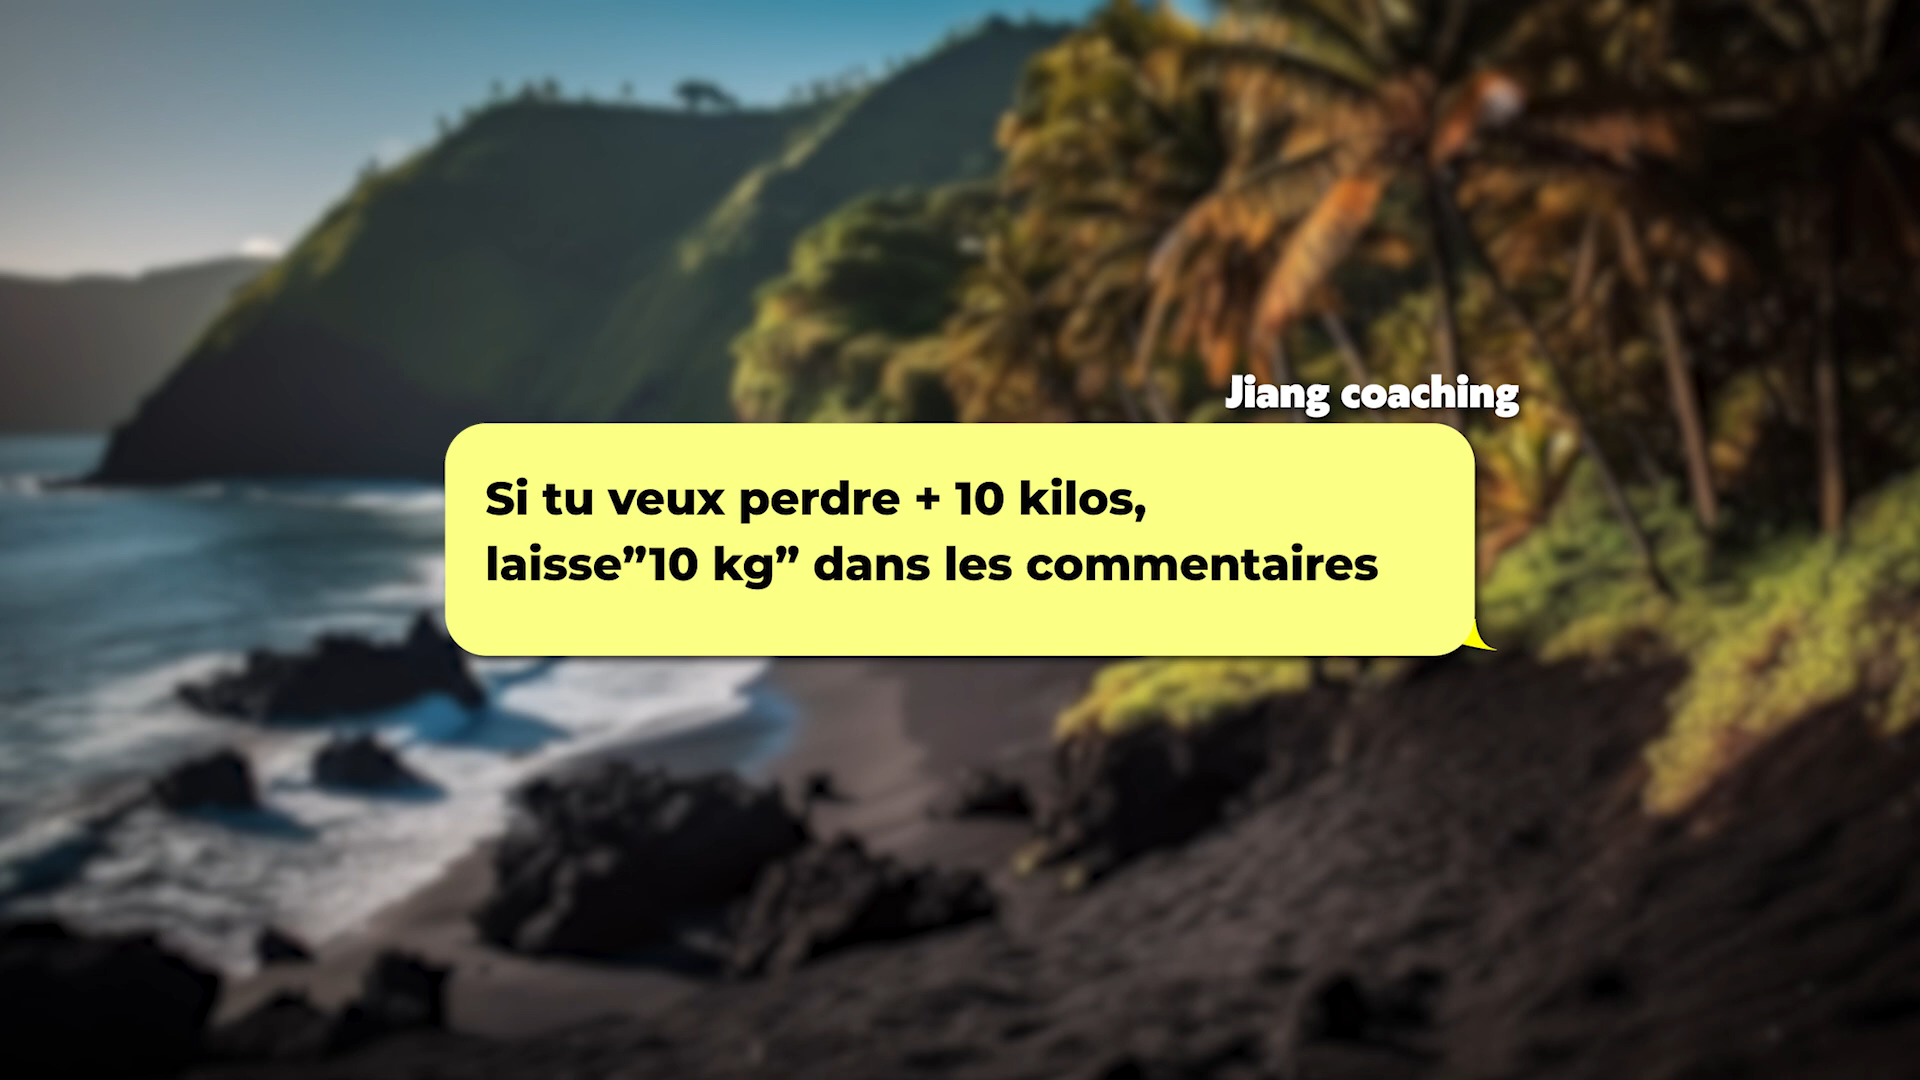 Jiang coaching
Si tu veux perdre + 10 kilos,
laisse”10 kg” dans les commentaires